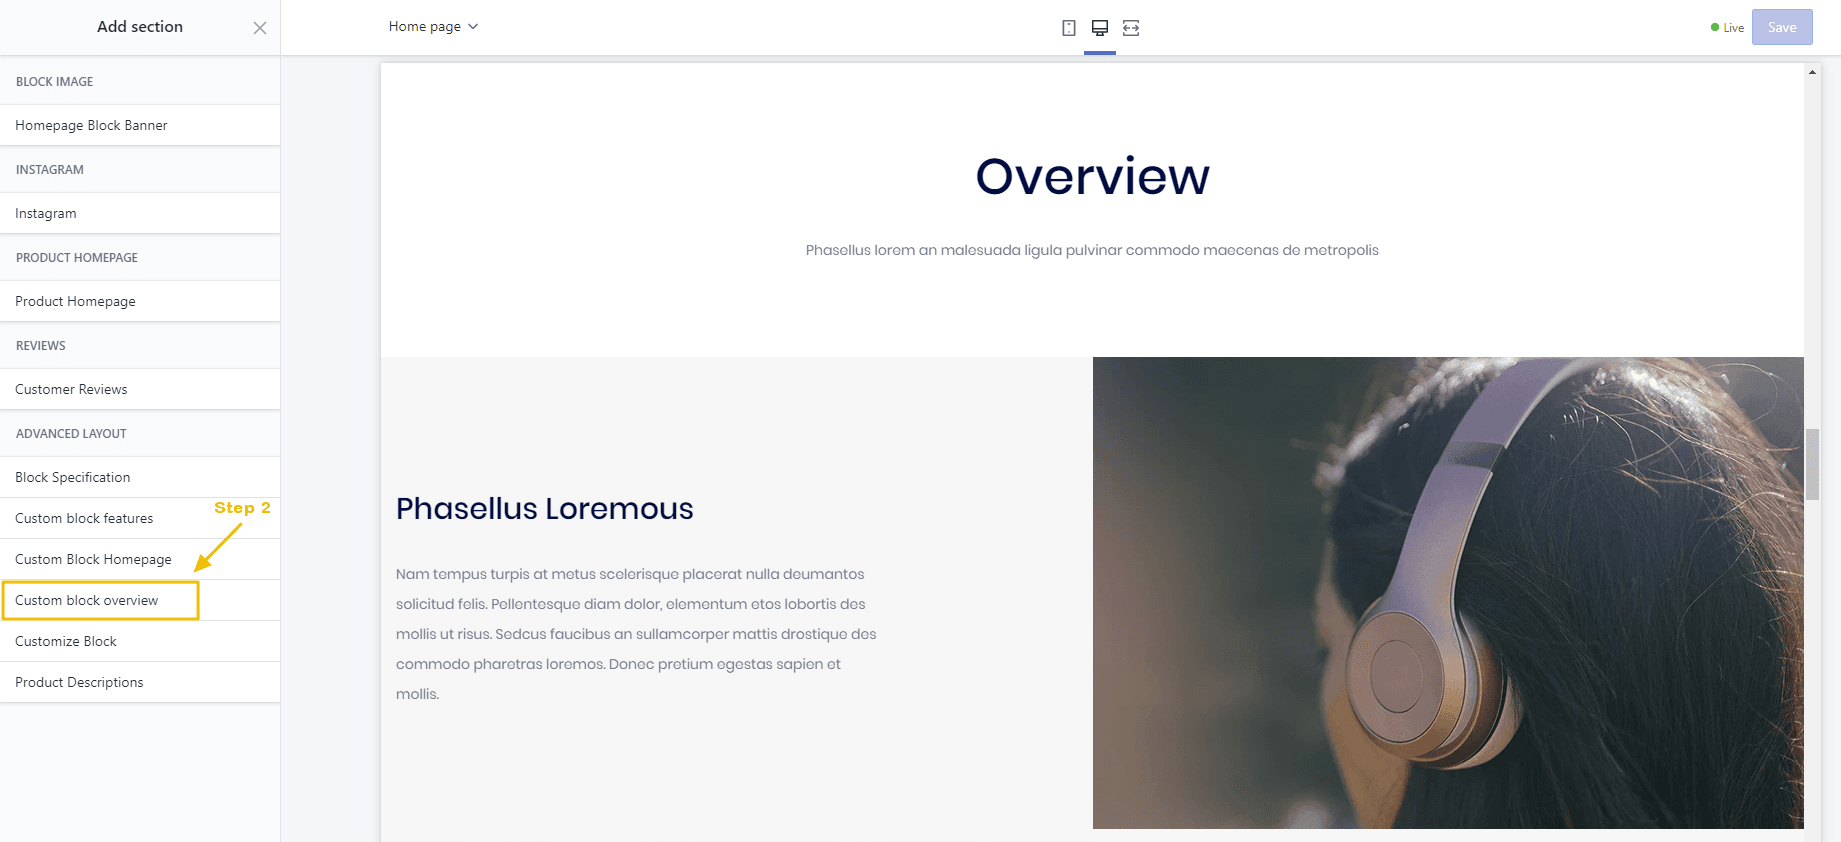 Add section
Home page
Live
Save
BLOCK IMAGE
Homepage Block Banner
INSTAGRAM
Instagram
PRODUCT HOMEPAGE
Product Homepage
REVIEWS
Customer Reviews
ADVANCED LAYOUT
Block Specification
Custom block features
Step 2
Custom Block Homepage
Custom block overview
Customize Block
Product Descriptions
Overview
Phasellus lorem an malesuada ligula pulvinar commodo maecenas de metropolis
Phasellus Loremous
Nam tempus turpis at metus scelerisque placerat nulla deumantos
solicitud felis. Pellentesque diam dolor, elementum etos lobortis des
mollis ut risus. Sedcus faucibus an sullamcorper mattis drostique des
commodo pharetras loremos. Donec pretium egestas sapien et
mollis.